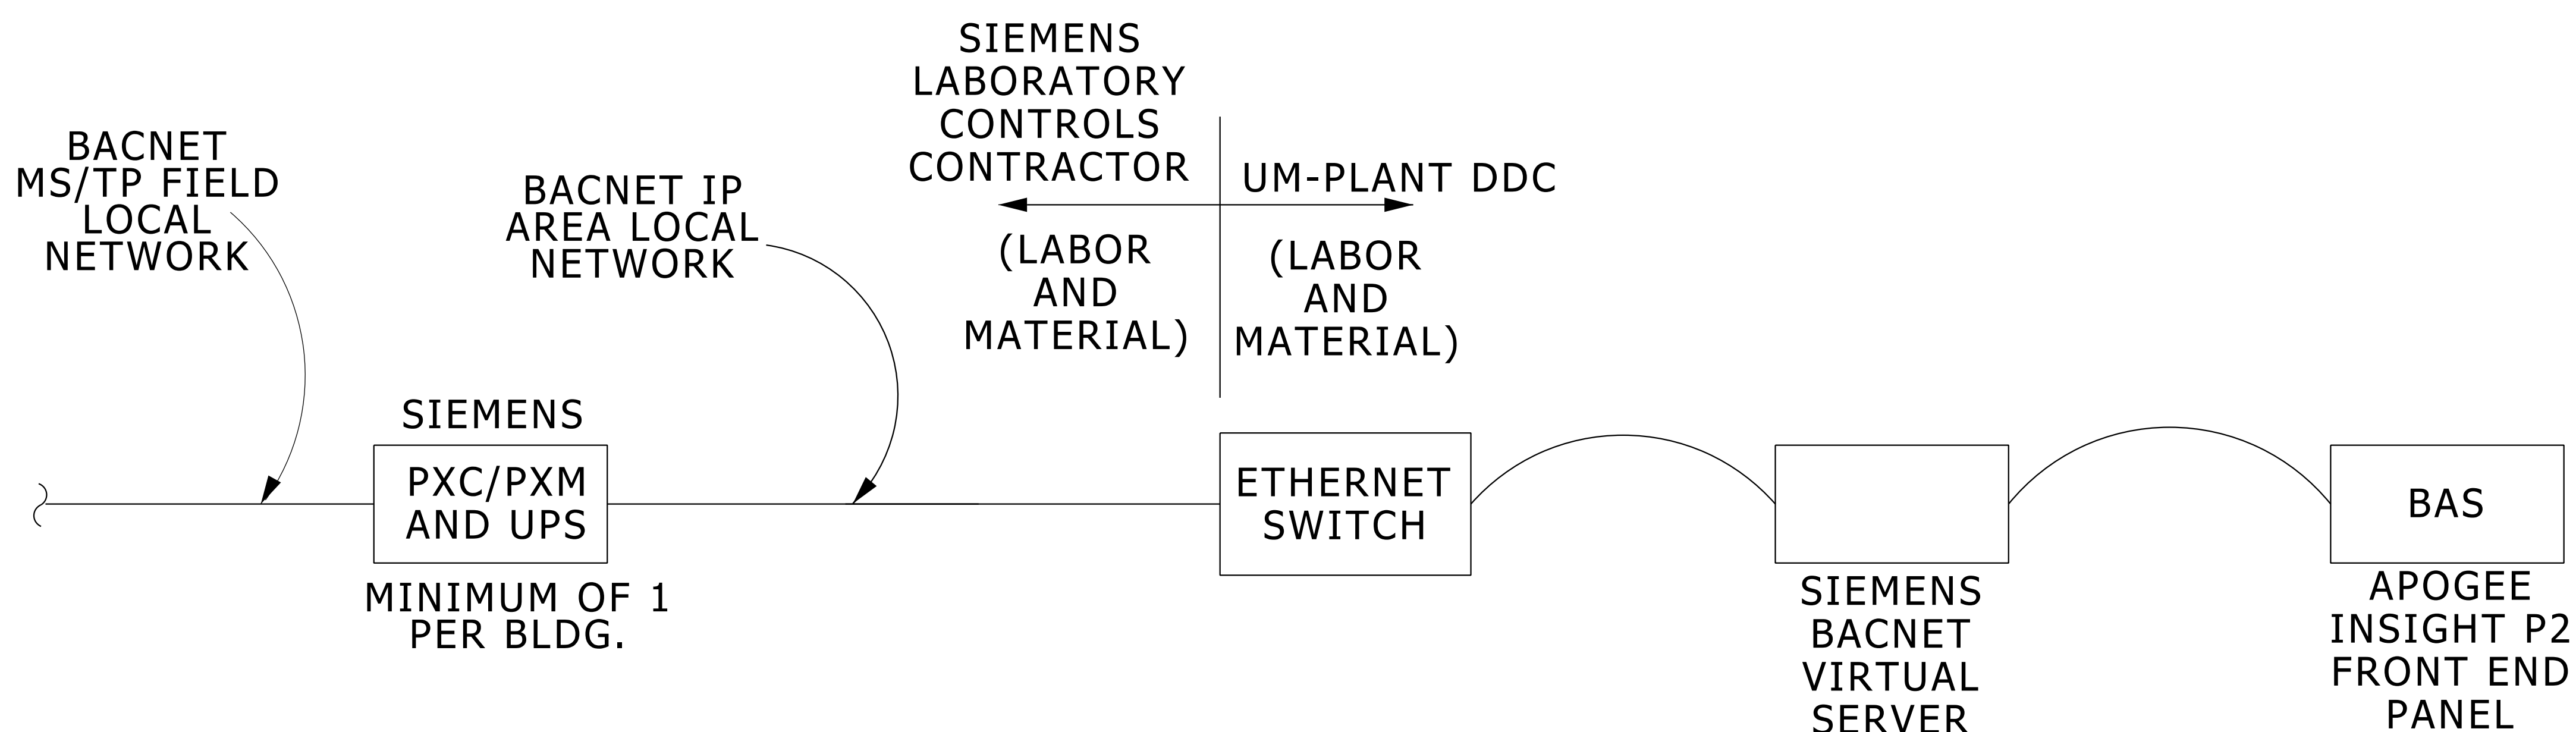 BACNET
MS/TP FIELD
LOCAL
NETWORK
BACNET IP
AREA LOCAL
NETWORK
SIEMENS
LABORATORY
CONTROLS
CONTRACTOR
(LABOR
AND
MATERIAL)
UM-PLANT DDC
(LABOR
AND
MATERIAL)
SIEMENS
PXC/PXM
AND UPS
MINIMUM OF 1
PER BLDG.
ETHERNET
SWITCH
SIEMENS
BACNET
VIRTUAL
SERVER
BAS
APOGEE
INSIGHT P2
FRONT END
PANEL